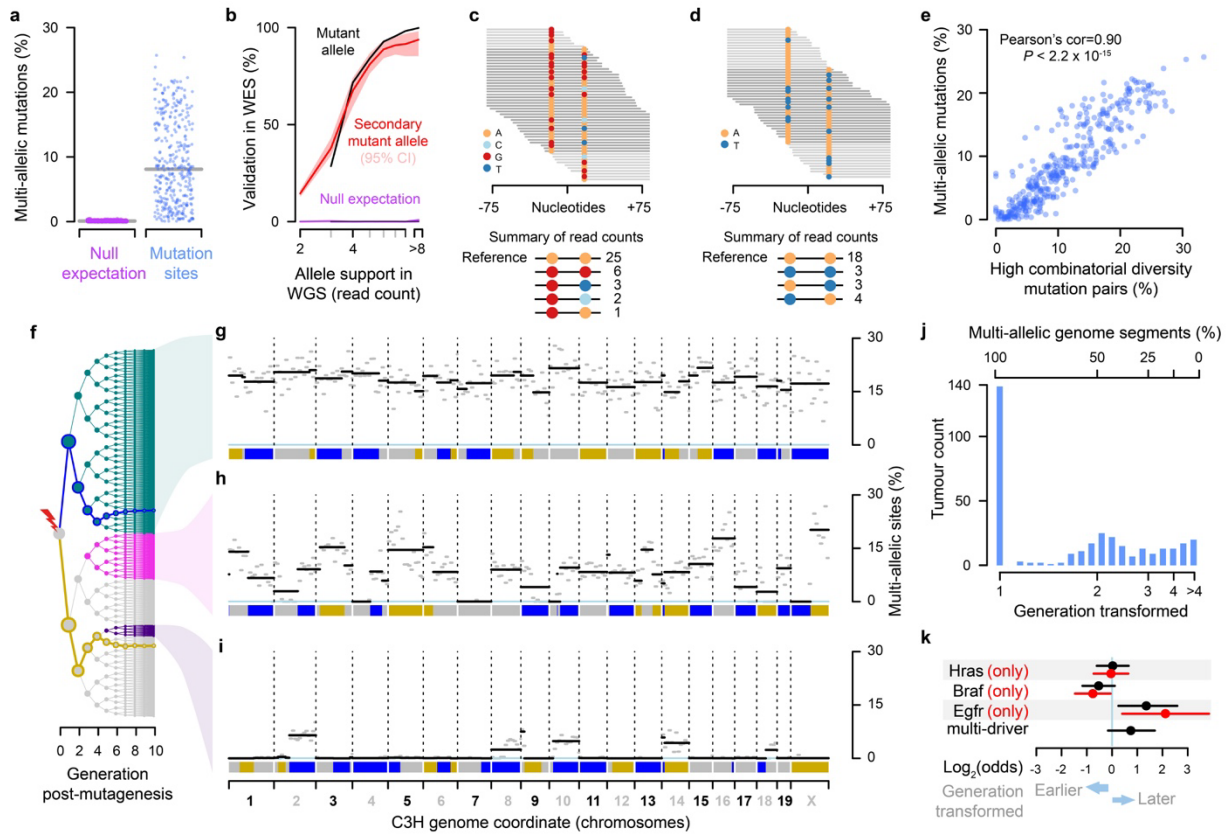 a
Multi-allelic mutations (%)
30
20
10
0
Null
expectation
Mutation
sites
b
Validation in WES (%)
100
50
0
Mutant
allele
Secondary
mutant allele
(95% CI)
Null expectation
2
4
>8
Allele support in
WGS (read count)
c
A
C
G
T
-75
Nucleotides
+75
Summary of read counts
Reference
25
6
3
2
1
d
A
T
-75
Nucleotides
+75
Summary of read counts
Reference
18
3
3
4
e
Multi-allelic mutations (%)
30
20
10
0
Pearson's cor=0.90
P < 2.2 x 10-15
0
10
20
30
High combinatorial diversity
mutation pairs (%)
f
0 2 4 6 8 10
Generation
post-mutagenesis
g
30
15
0
h
30
15
0
Multi-allelic sites (%)
i
30
15
0
1 2 3 4 5 6 7 8 9 10 11 12 13 14 15 16 17 18 19 X
C3H genome coordinate (chromosomes)
j
Multi-allelic genome segments (%)
100 50 25 0
Tumour count
140
100
50
0
1 2 3 4 >4
Generation transformed
k
Hras (only)
Braf (only)
Egfr (only)
multi-driver
Log2(odds)
-3 -2 -1 0 1 2 3
Generation
transformed
Earlier
Later